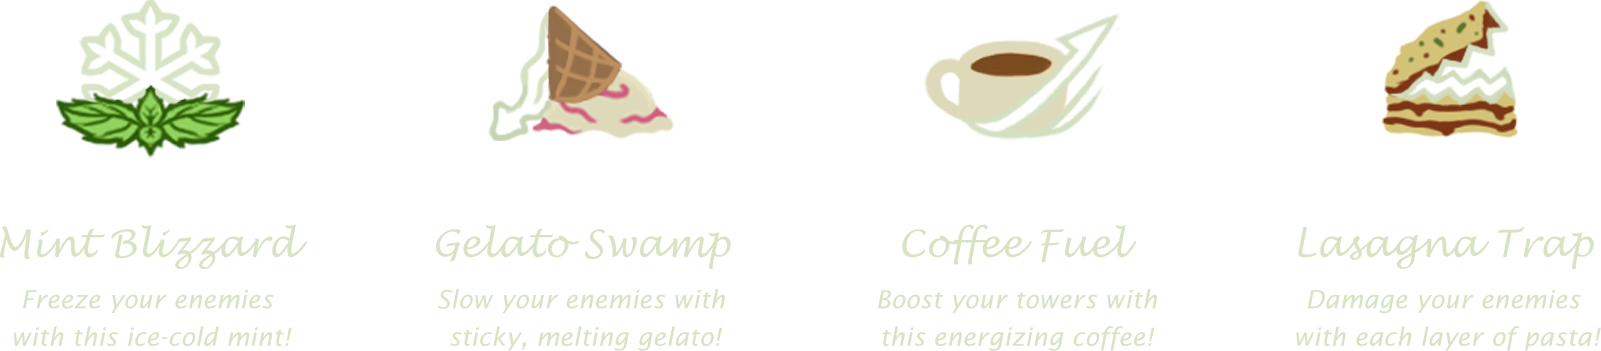 Mint Blizzard
Freeze your enemies
with this ice-cold mint!
Gelato Swamp
Slow your enemies with
sticky, melting gelato!
Coffee Fuel
Boost your towers with
this energizing coffee!
Lasagna Trap
Damage your enemies
with each layer of pasta!